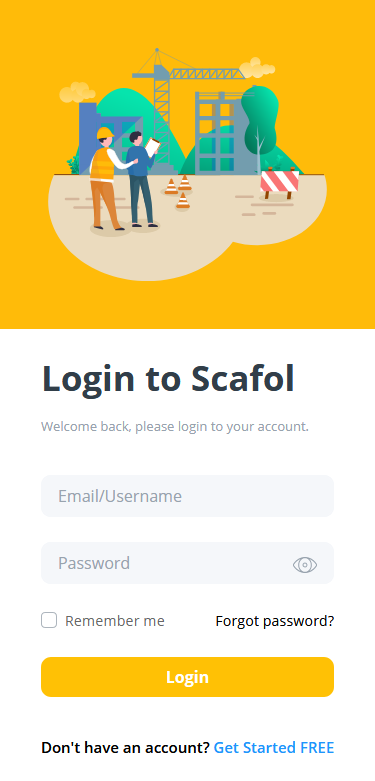 Login to Scafol
Welcome back, please login to your account.
Email/Username
Password
Remember me Forgot password?
Login
Don't have an account? Get Started FREE